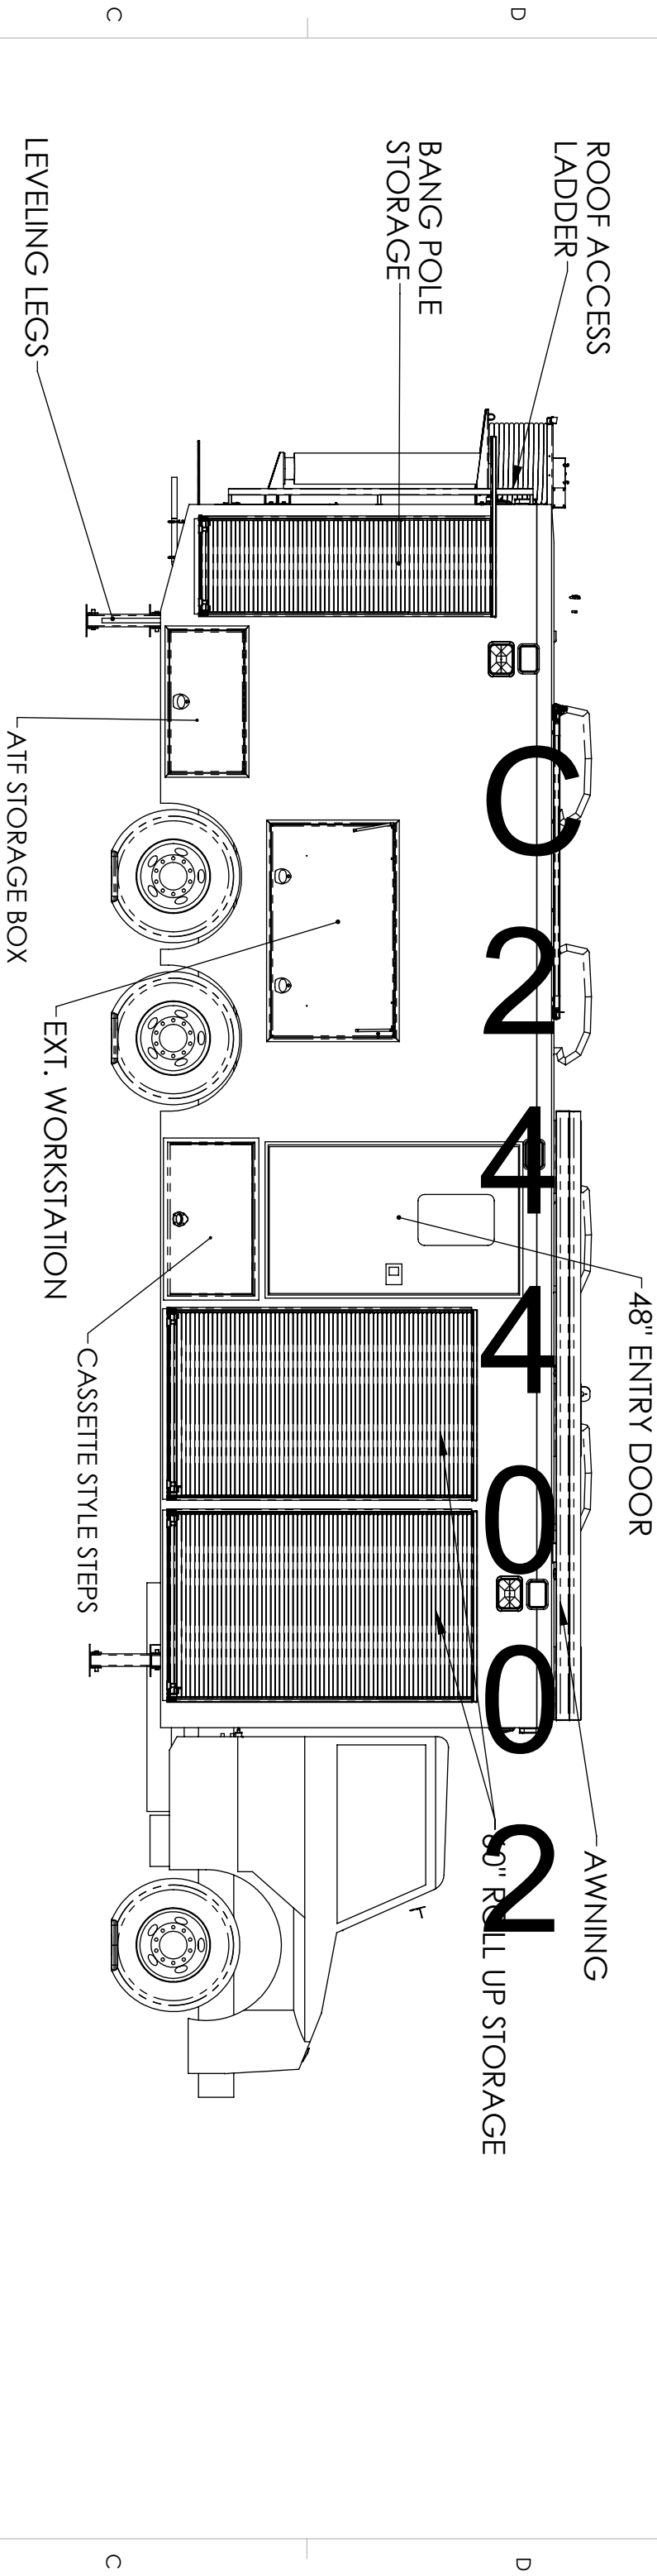 D
D
48" ENTRY DOOR
ROOF ACCESS
LADDER
AWNING
C244002
60" ROLL UP STORAGE
BANG POLE
STORAGE
C
C
LEVELING LEGS
CASSETTE STYLE STEPS
EXT. WORKSTATION
ATF STORAGE BOX